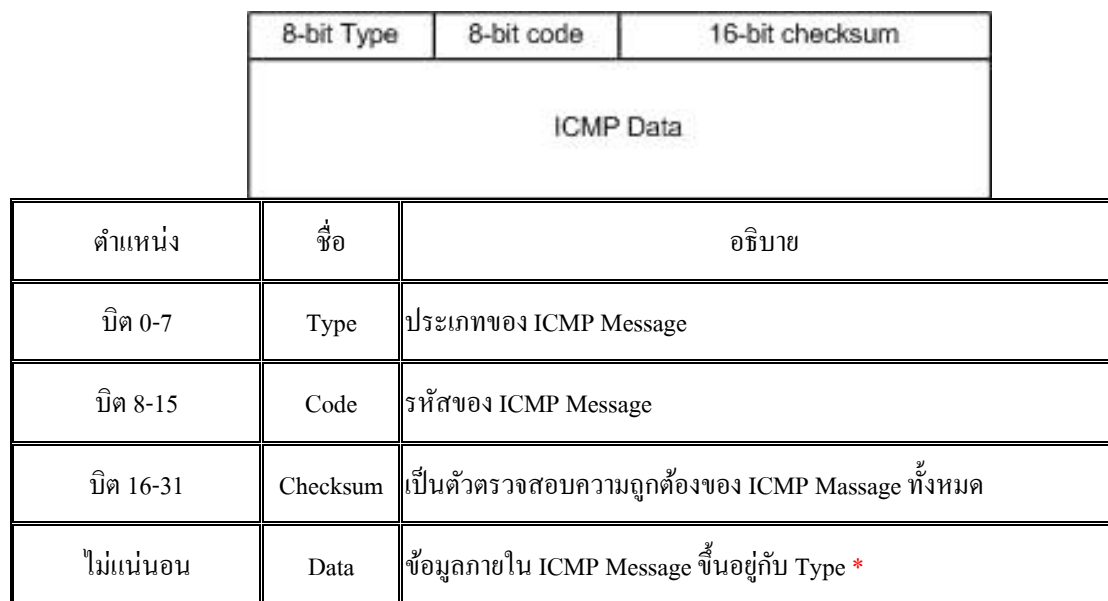 8-bit Type 8-bit code 16-bit checksum
ICMP Data
ตำแหน่ง ชื่อ อธิบาย
บิต 0-7 Type ประเภทของ ICMP Message
บิต 8-15 Code รหัสของ ICMP Message
บิต 16-31 Checksum เป็นตัวตรวจสอบความถูกต้องของ ICMP Massage ทั้งหมด
ไม่แน่นอน Data ข้อมูลภายใน ICMP Message ขึ้นอยู่กับ Type *